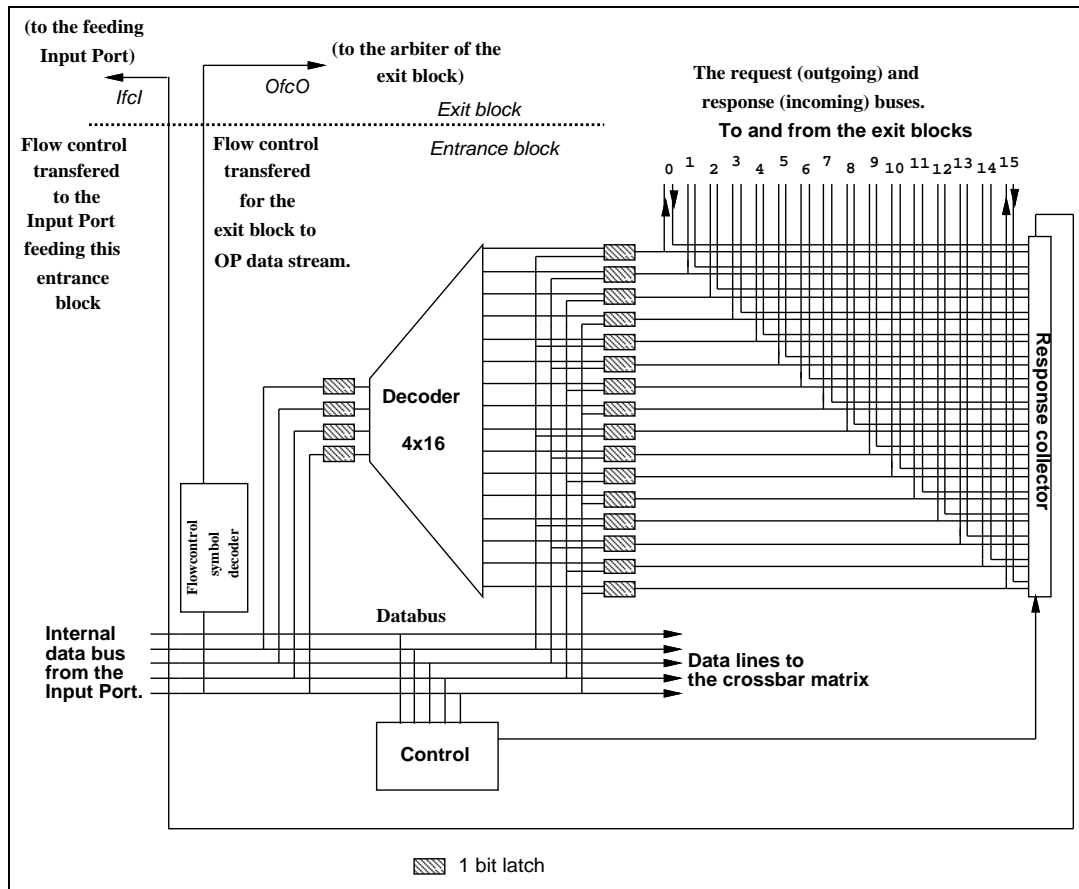 (to the feeding
Input Port)
IfcI
OfcO
(to the arbiter of the
exit block)
Exit block
Entrance block
Flow control
transfered
to the
Input Port
feeding this
entrance
block
Flow control
transfered
for the
exit block to
OP data stream.
The request (outgoing) and
response (incoming) buses.
To and from the exit blocks
0 1 2 3 4 5 6 7 8 9 10 11 12 13 14 15
Decoder
4x16
Response collector
Flowcontrol
symbol
decoder
Databus
Internal
data bus
from the
Input Port.
Data lines to
the crossbar matrix
Control
1 bit latch